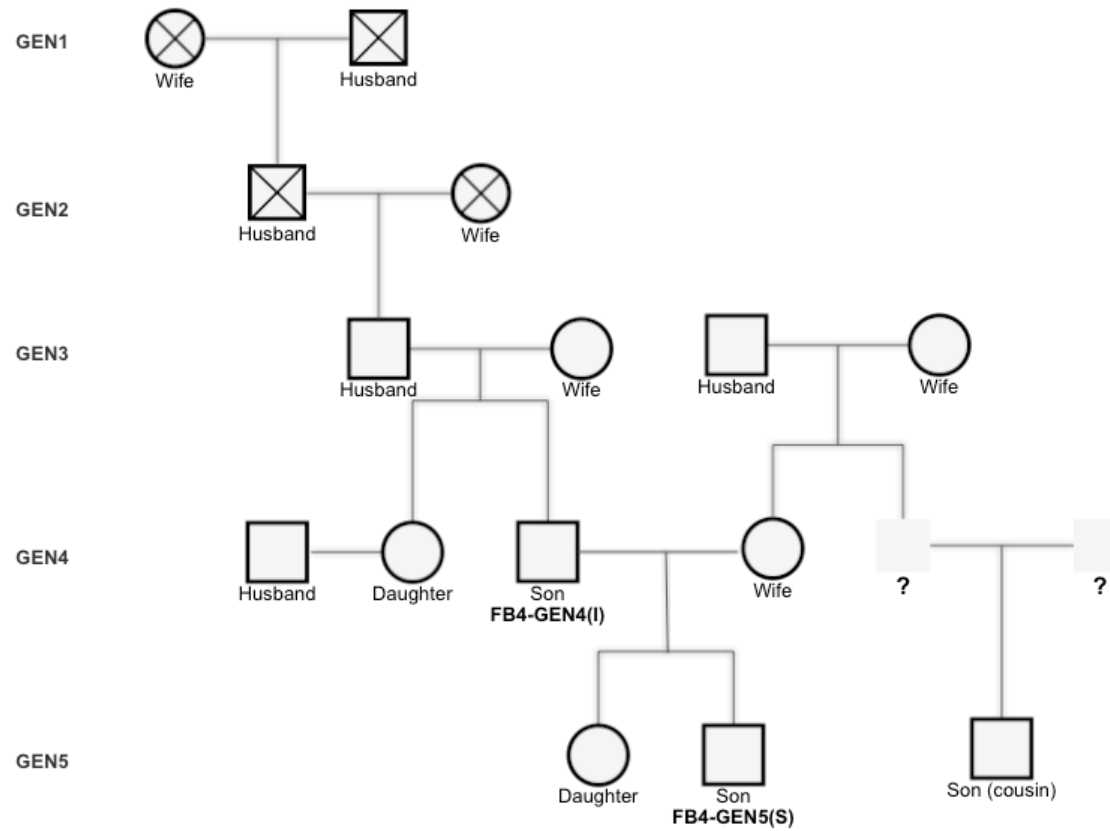 GEN1
Wife
Husband
GEN2
Husband
Wife
GEN3
Husband
Wife
Husband
Wife
GEN4
Husband
Daughter
Son
FB4-GEN4(I)
Wife
?
?
GEN5
Daughter
Son
FB4-GEN5(S)
Son (cousin)